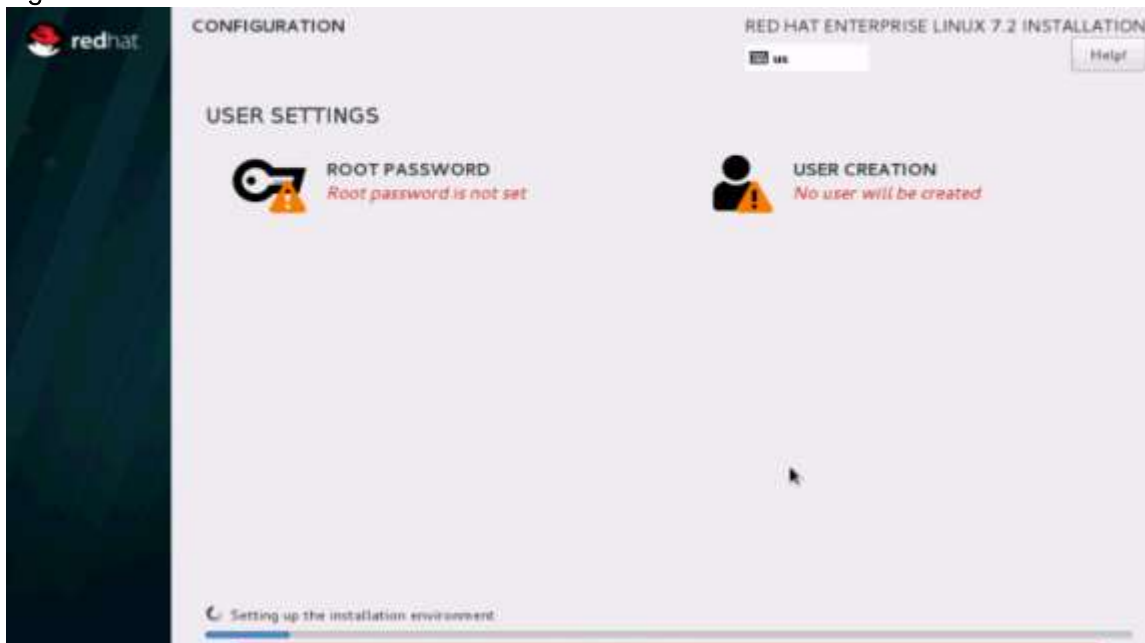 redhat
CONFIGURATION
RED HAT ENTERPRISE LINUX 7.2 INSTALLATION
us
Help!
USER SETTINGS
ROOT PASSWORD
Root password is not set
USER CREATION
No user will be created
Setting up the installation environment